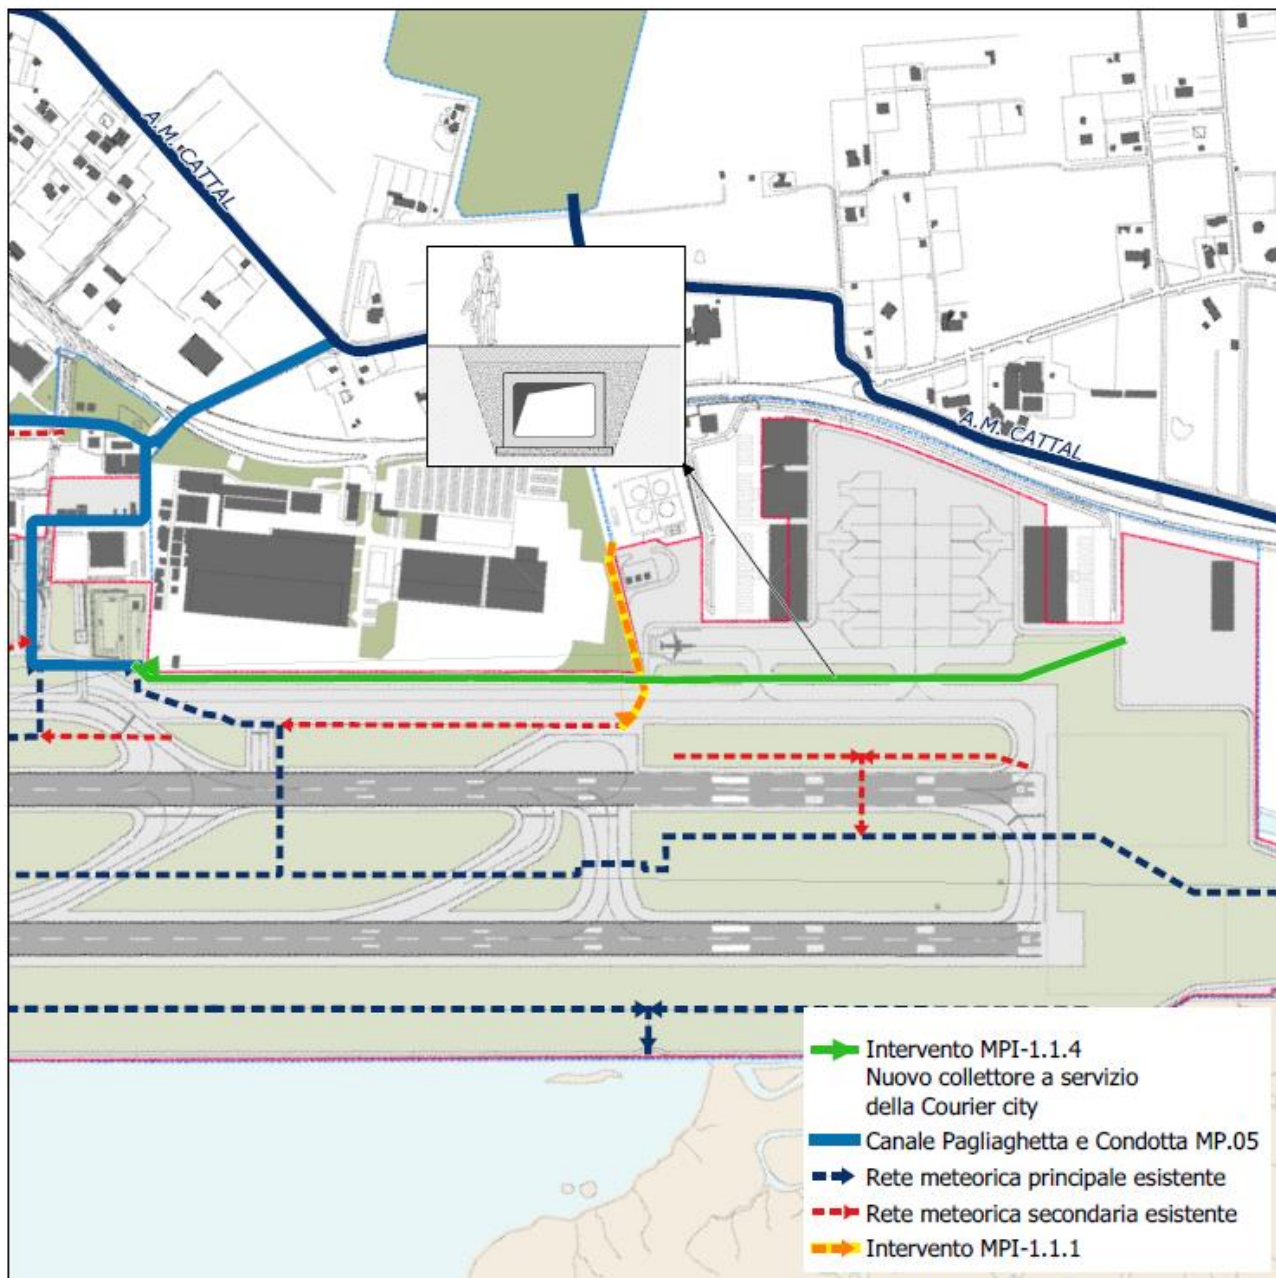 A.M. CATTAL
A.M. CATTAL
Intervento MPI-1.1.4
Nuovo collettore a servizio
della Courier city
Canale Pagliaghetta e Condotta MP.05
Rete meteorica principale esistente
Rete meteorica secondaria esistente
Intervento MPI-1.1.1